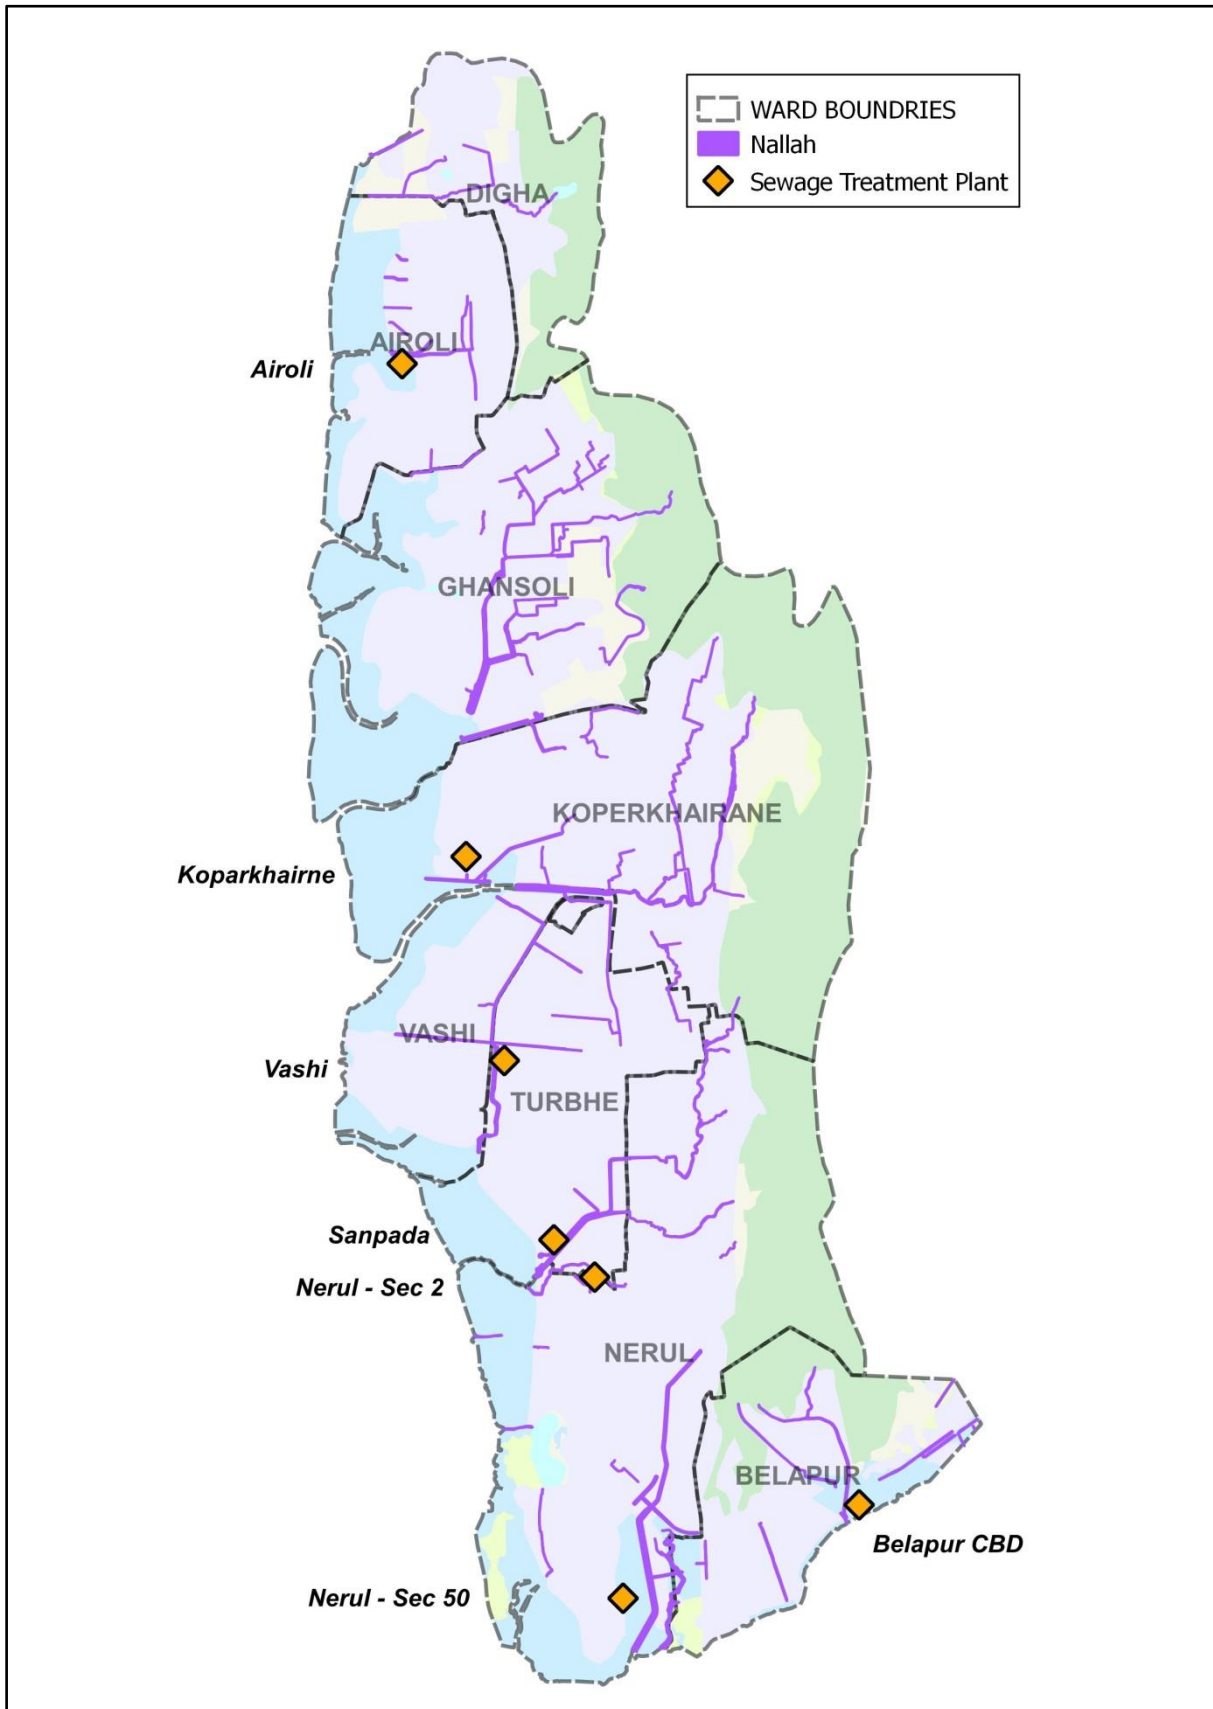 WARD BOUNDRIES
Nallah
Sewage Treatment Plant
DIGHA
AIROLI
Airoli
GHANSOLI
KOPERKHAIRANE
Koparkhairne
VASHI
Vashi
TURBHE
Sanpada
Nerul - Sec 2
NERUL
BELAPUR
Belapur CBD
Nerul - Sec 50